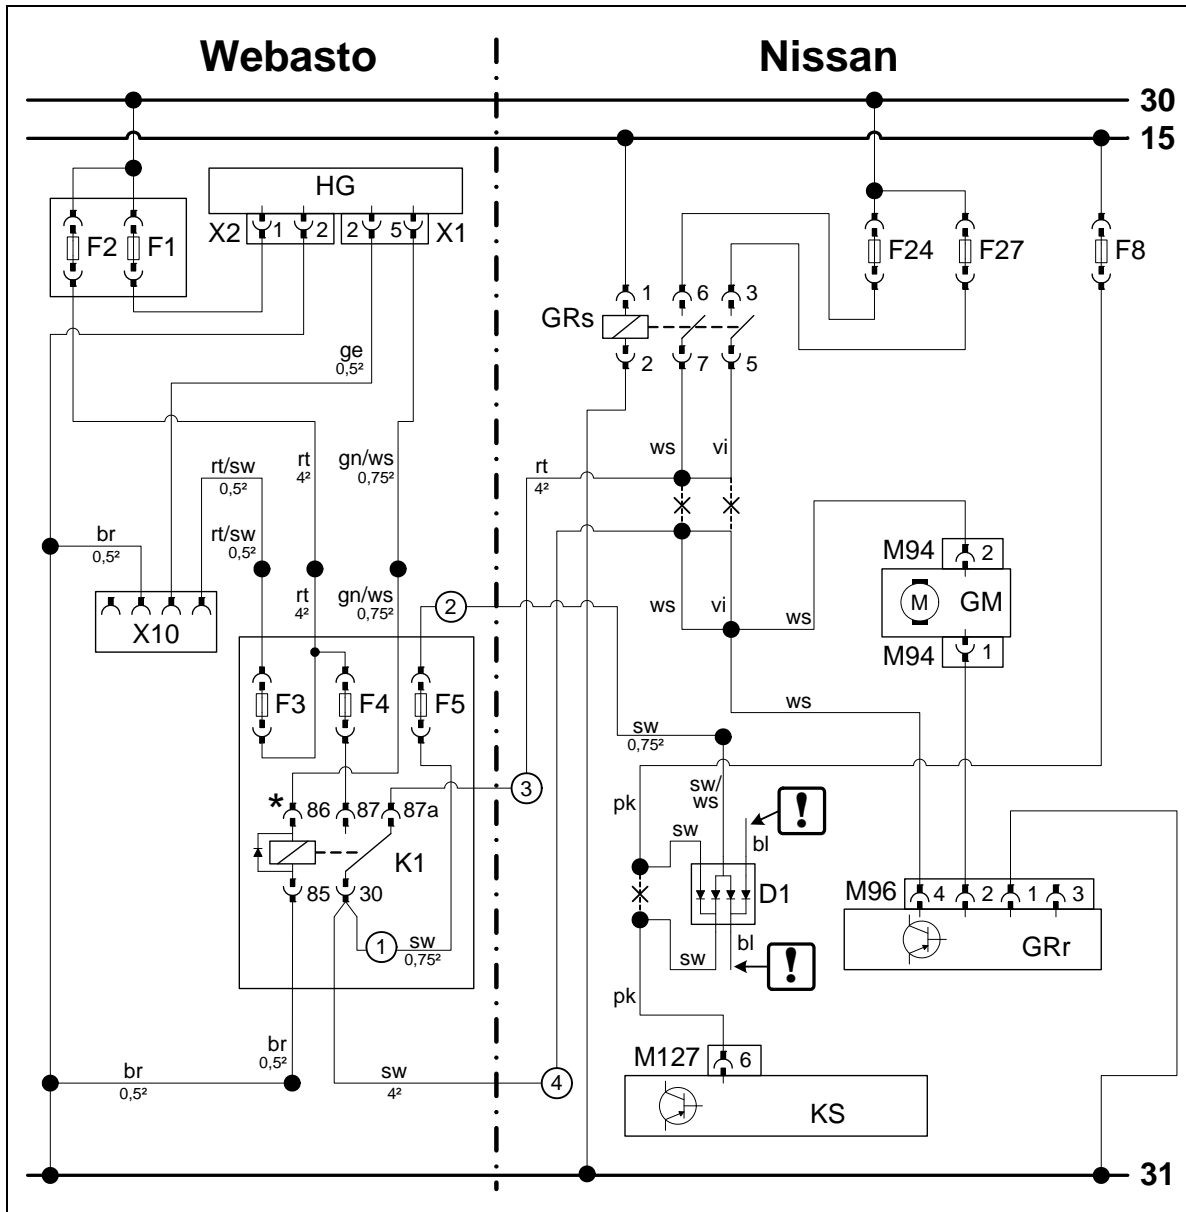 Webasto
Nissan
30
15
HG
X2 1 2 2 5 X1
F2 F1
F24 F27 F8
1 6 3
GRs
2 7 5
ge
0,5²
ws vi
rt/sw
0,5²
rt
4²
gn/ws
0,75²
rt
4²
rt/sw
0,5²
br
0,5²
M94 2
M GM
M94 1
rt
4²
gn/ws
0,75²
2
ws vi ws
X10
F3 F4 F5
ws
sw
0,75²
3
sw/
ws
pk
!
* 86 87 87a
sw
bl
K1
D1
85 30
M96 4 2 1 3
1 sw
0,75²
bl
GRr
sw
!
pk
br
0,5²
M127 6
br
0,5²
sw
4²
4
KS
31